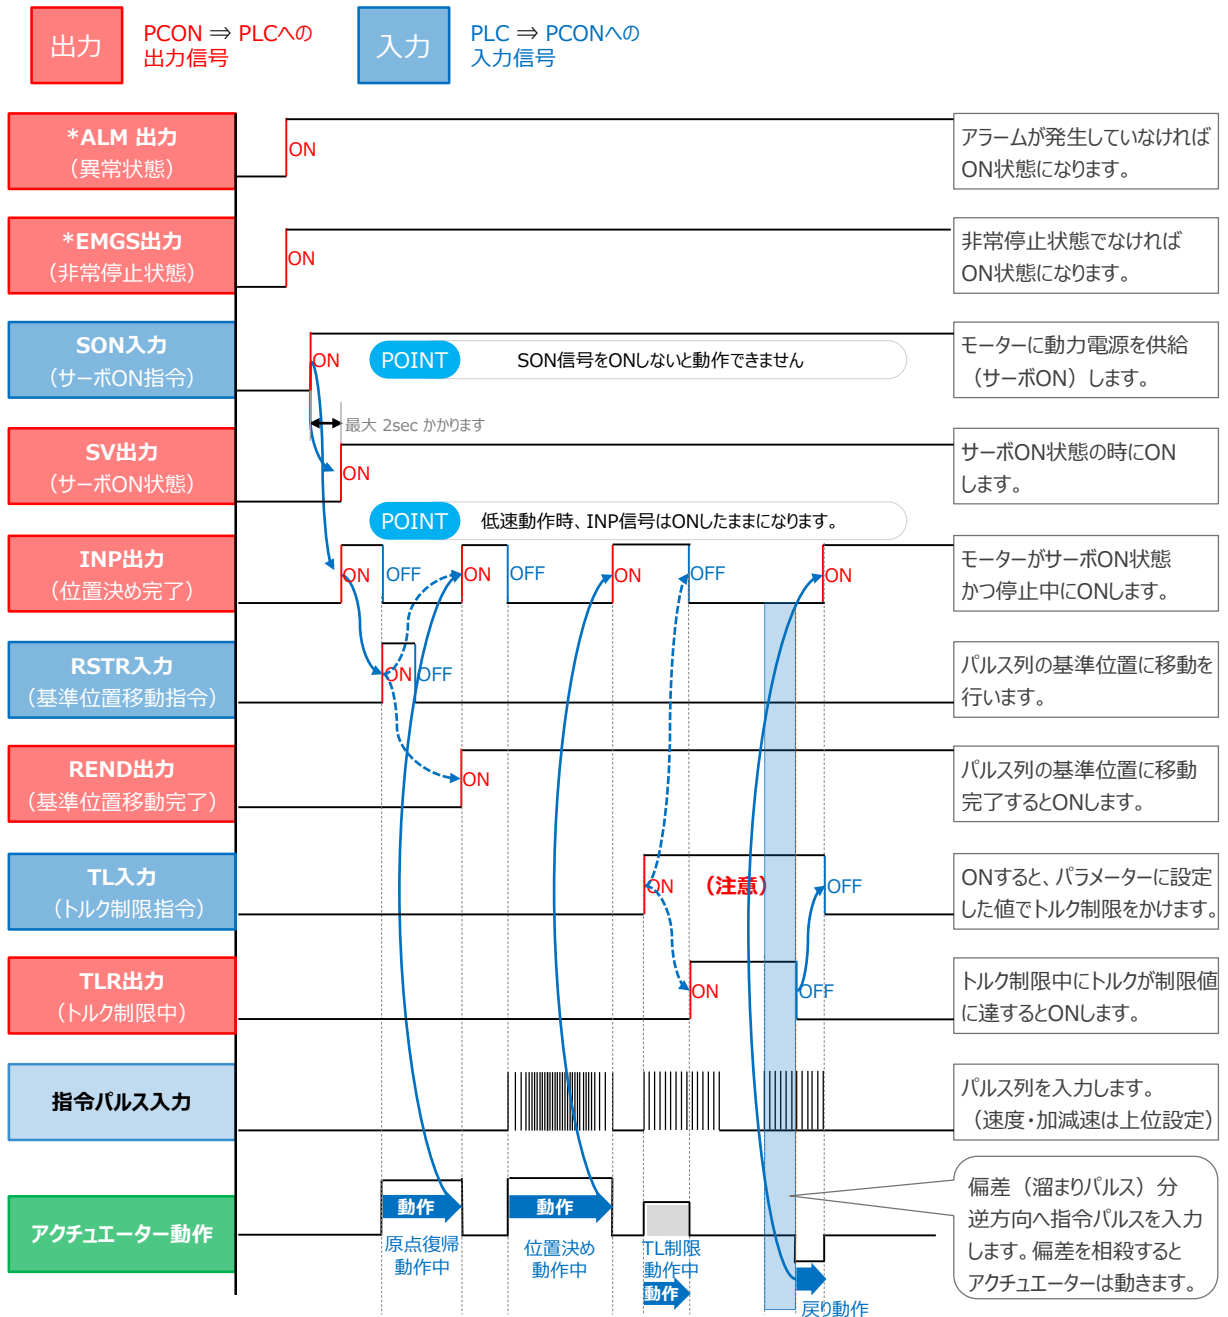 出力
PCON ⇒ PLCへの
出力信号
入力
PLC ⇒ PCONへの
入力信号
*ALM 出力
（異常状態）
ON
アラームが発生していなければ
ON状態になります。
*EMGS出力
（非常停止状態）
ON
非常停止状態でなければ
ON状態になります。
SON入力
（サーボON指令）
ON
POINT
SON信号をONしないと動作できません
モーターに動力電源を供給
（サーボON）します。
最大 2sec かかります
SV出力
（サーボON状態）
ON
サーボON状態の時にON
します。
POINT
低速動作時、INP信号はONしたままになります。
INP出力
（位置決め完了）
ON
OFF
ON
OFF
ON
OFF
ON
モーターがサーボON状態
かつ停止中にONします。
RSTR入力
（基準位置移動指令）
ON
OFF
パルス列の基準位置に移動を
行います。
REND出力
（基準位置移動完了）
ON
パルス列の基準位置に移動
完了するとONします。
TL入力
（トルク制限指令）
ON
（注意）
OFF
ONすると、パラメーターに設定
した値でトルク制限をかけます。
TLR出力
（トルク制限中）
ON
OFF
トルク制限中にトルクが制限値
に達するとONします。
指令パルス入力
パルス列を入力します。
（速度・加減速は上位設定）
アクチュエーター動作
動作
原点復帰
動作中
動作
位置決め
動作中
TL制限
動作中
動作
戻り動作
偏差（溜まりパルス）分
逆方向へ指令パルスを入力
します。偏差を相殺すると
アクチュエーターは動きます。